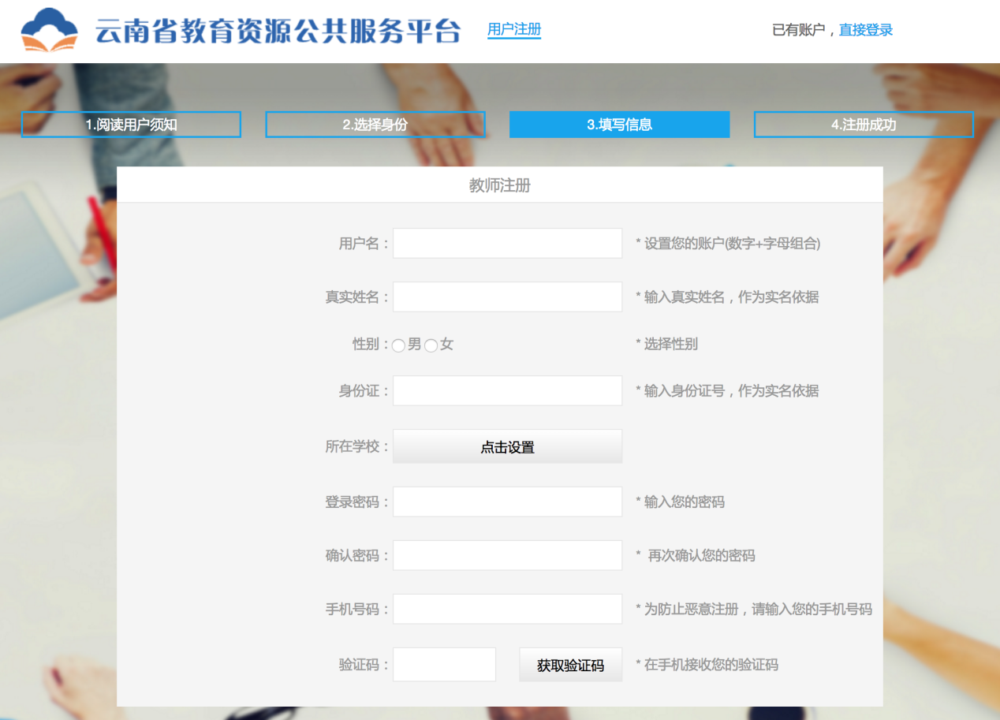 云南省教育资源公共服务平台 用户注册 已有账户，直接登录
1.阅读用户须知 2.选择身份 3.填写信息 4.注册成功
教师注册
用户名： * 设置您的账户(数字+字母组合)
真实姓名： * 输入真实姓名，作为实名依据
性别： 男 女 * 选择性别
身份证： * 输入身份证号，作为实名依据
所在学校： 点击设置
登录密码： * 输入您的密码
确认密码： * 再次确认您的密码
手机号码： * 为防止恶意注册，请输入您的手机号码
验证码： 获取验证码 * 在手机接收您的验证码